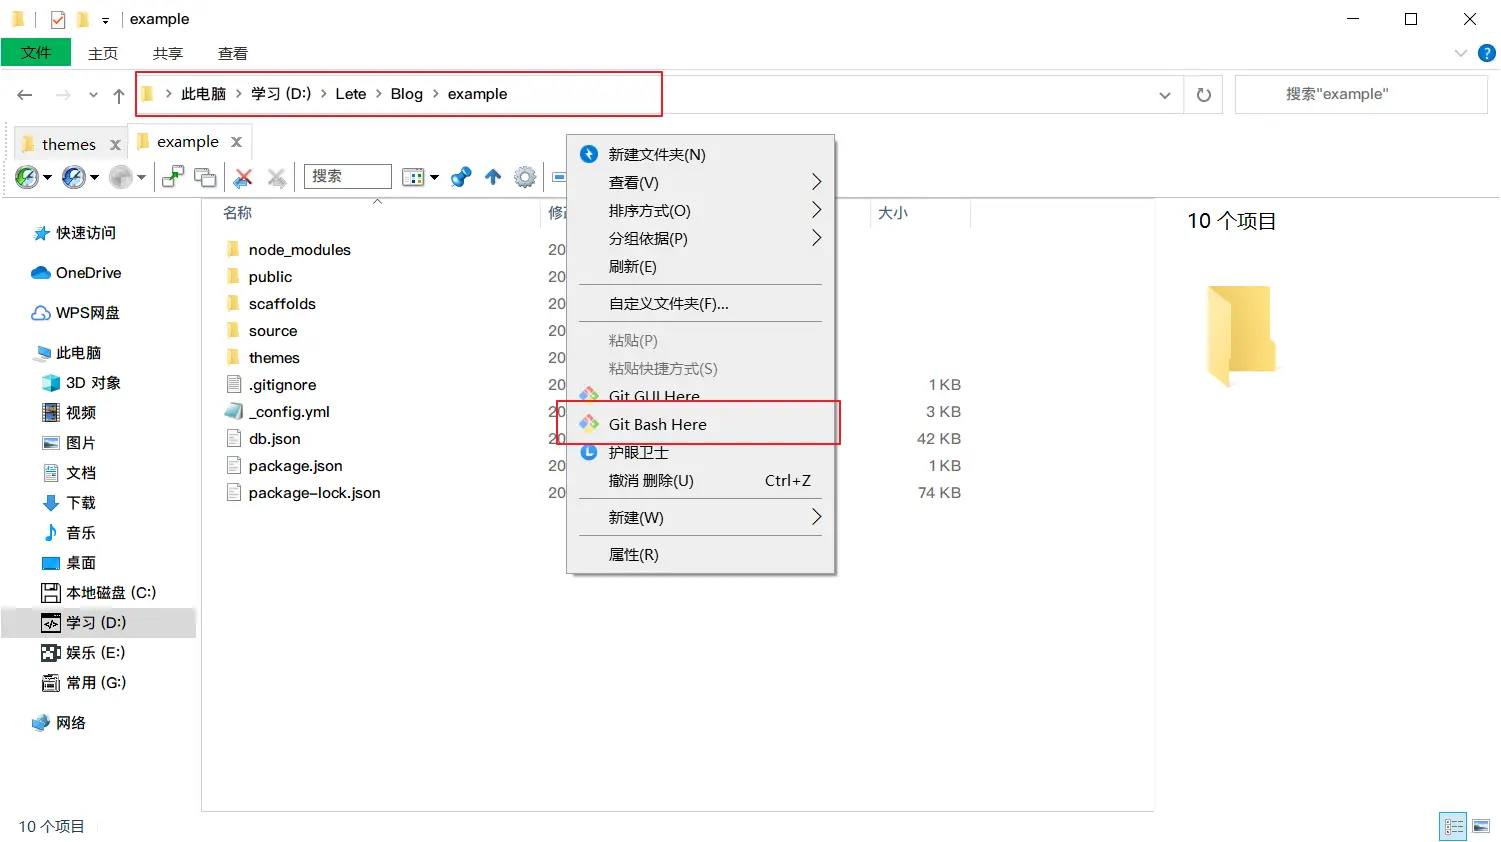 example
文件 主页 共享 查看
此电脑 学习 (D:) Lete Blog example
搜索"example"
themes example
搜索
名称 大小
快速访问
OneDrive
WPS网盘
此电脑
3D 对象
视频
图片
文档
下载
音乐
桌面
本地磁盘 (C:)
学习 (D:)
娱乐 (E:)
常用 (G:)
网络
node_modules 20
public 20
scaffolds 20
source 20
themes 20
.gitignore 20 1 KB
_config.yml 20 3 KB
db.json 20 42 KB
package.json 20 1 KB
package-lock.json 20 74 KB
新建文件夹(N)
查看(V)
排序方式(O)
分组依据(P)
刷新(E)
自定义文件夹(F)...
粘贴(P)
粘贴快捷方式(S)
Git GUI Here
Git Bash Here
护眼卫士
撤消 删除(U) Ctrl+Z
新建(W)
属性(R)
10 个项目
10 个项目